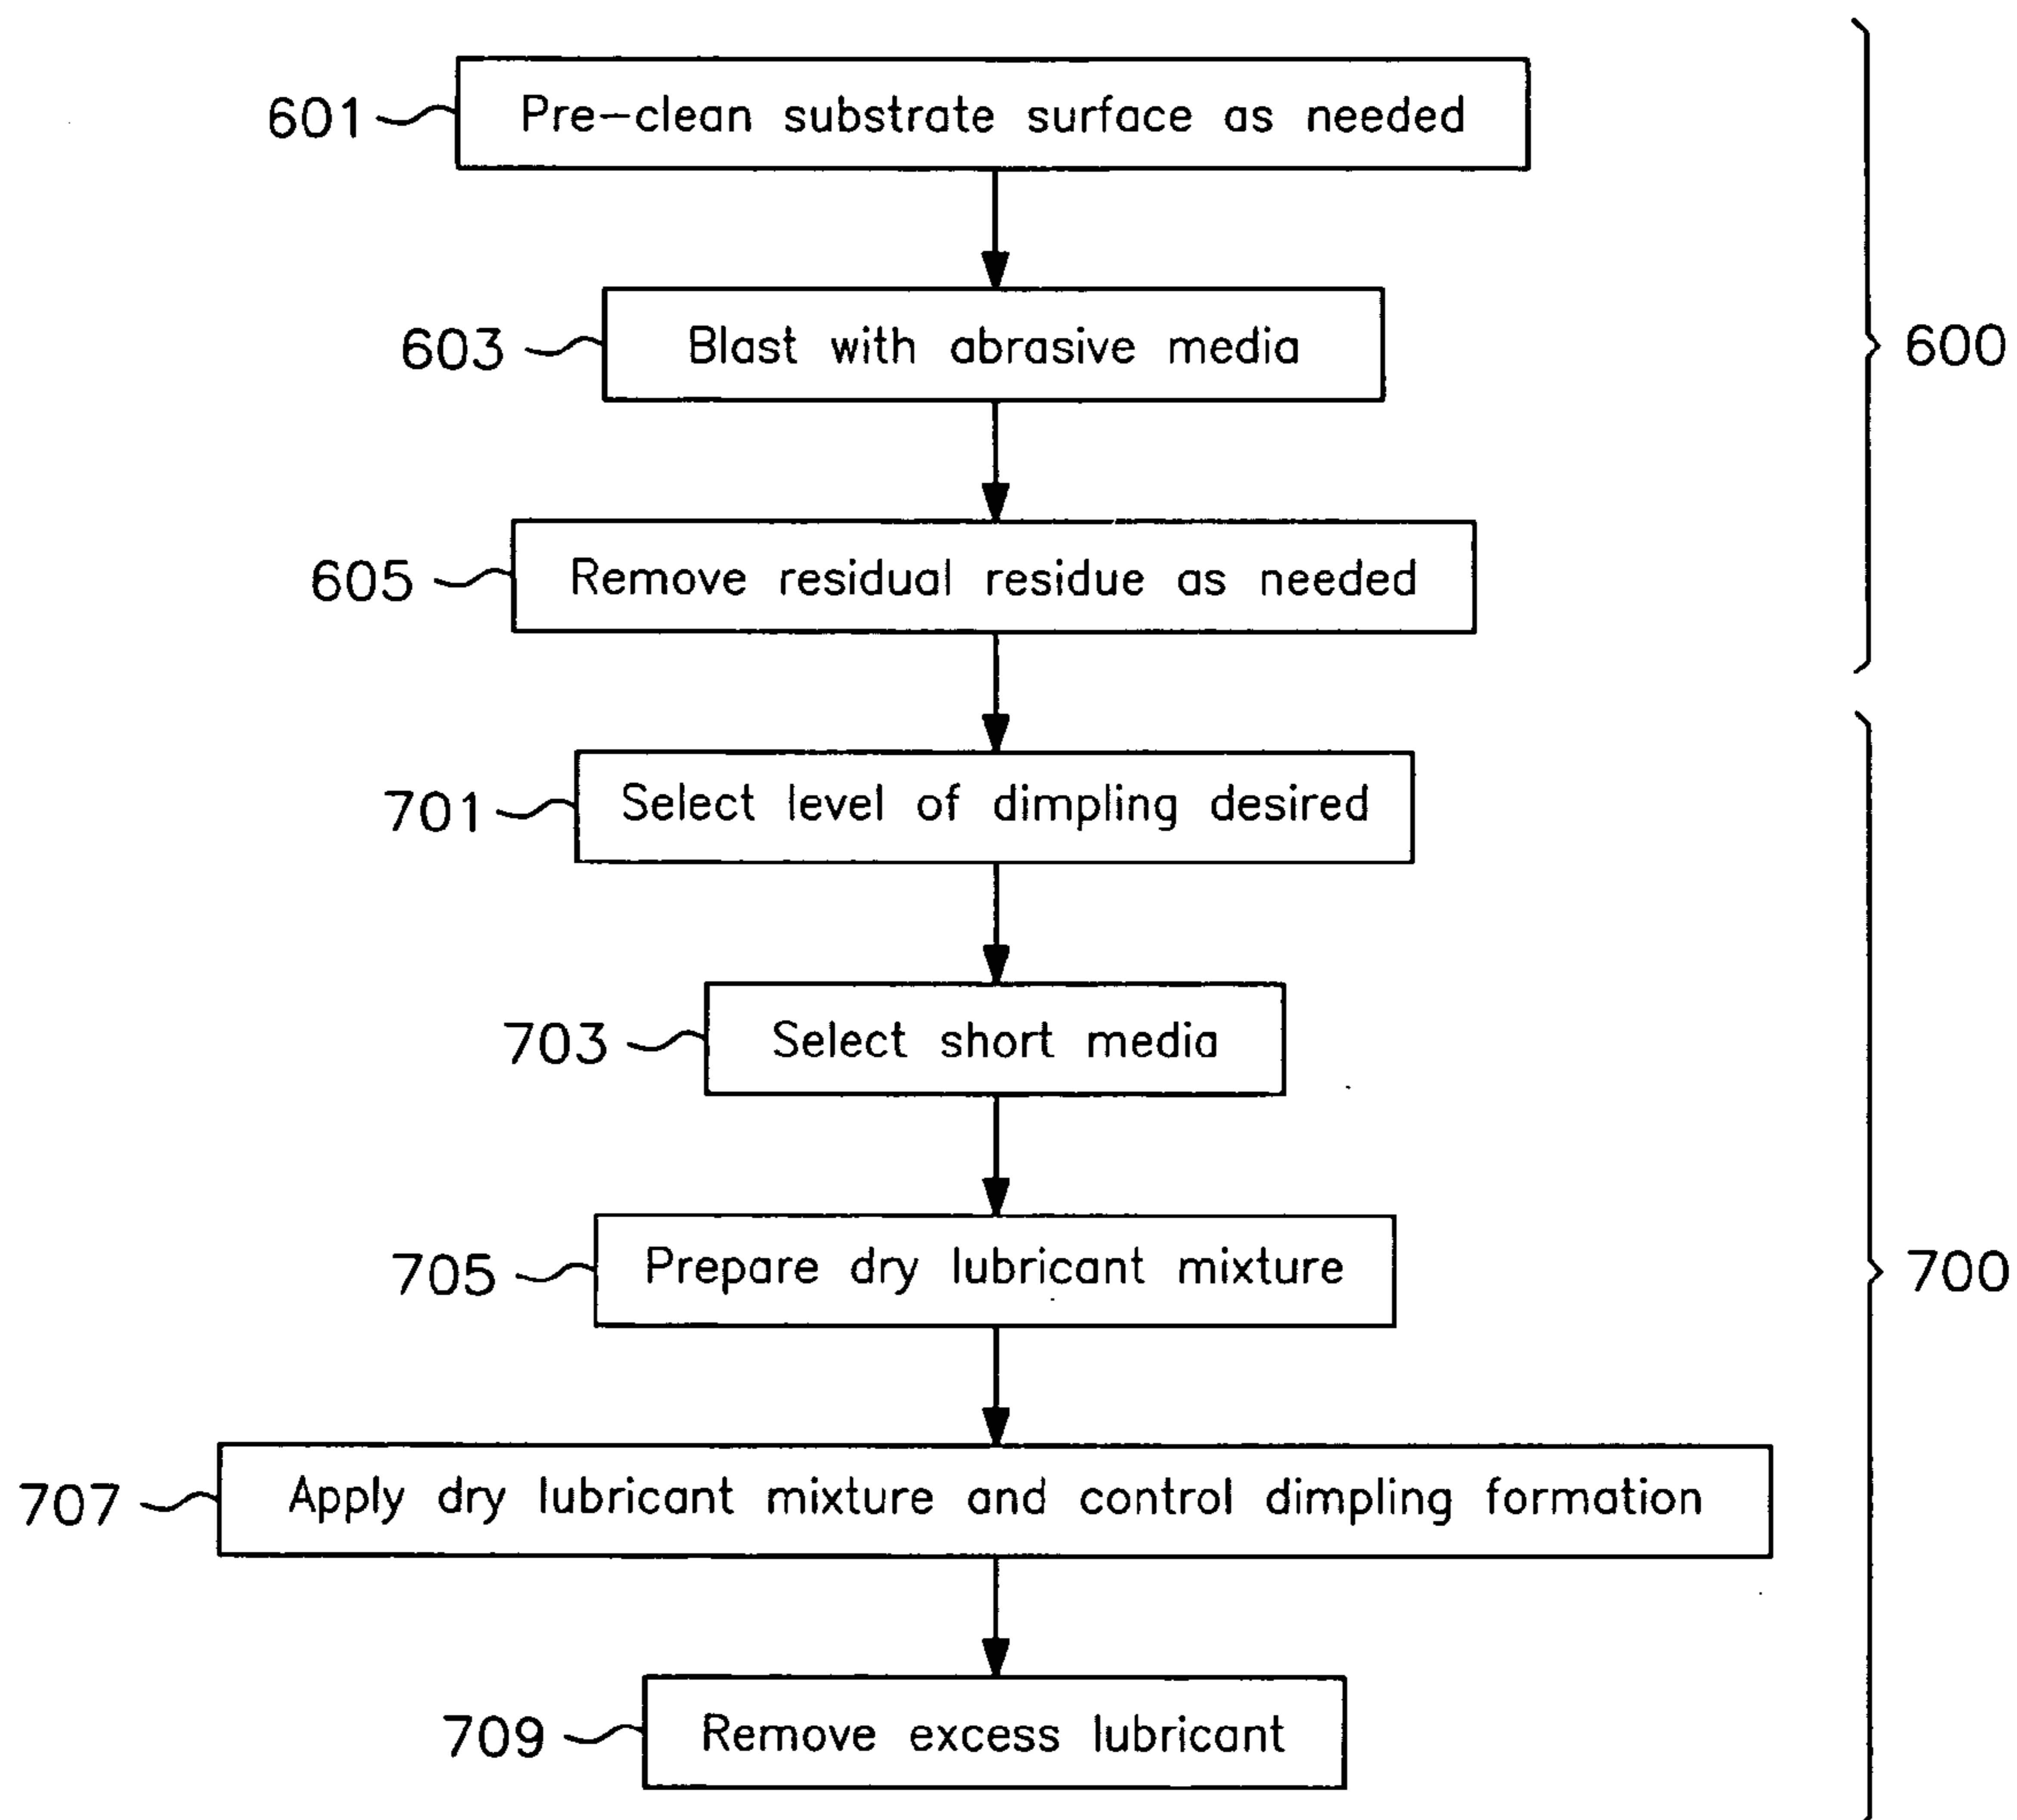 601 Pre-clean substrate surface as needed
603 Blast with abrasive media
600
605 Remove residual residue as needed
701 Select level of dimpling desired
703 Select short media
705 Prepare dry lubricant mixture
700
707 Apply dry lubricant mixture and control dimpling formation
709 Remove excess lubricant